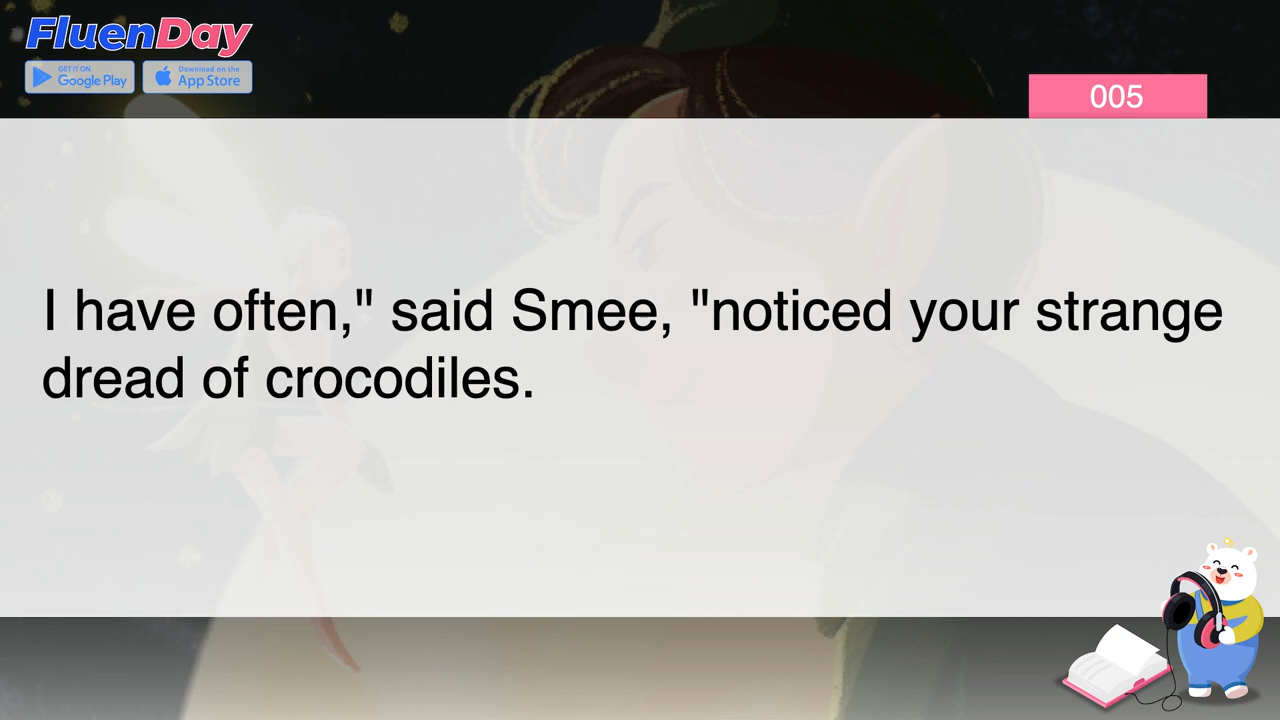 FluenDay
GET IT ON
Google Play
Download on the
App Store
005
I have often," said Smee, "noticed your strange
dread of crocodiles.